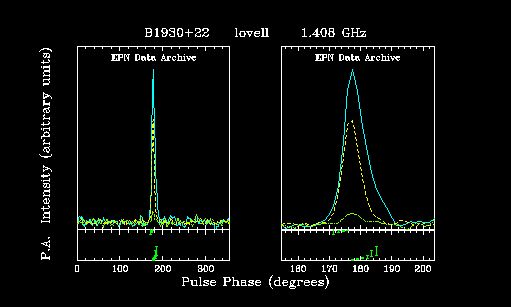 B1930+22 lovell 1.408 GHz
EPN Data Archive EPN Data Archive
P.A. Intensity (arbitrary units)
0 100 200 300 160 170 180 190 200
Pulse Phase (degrees)